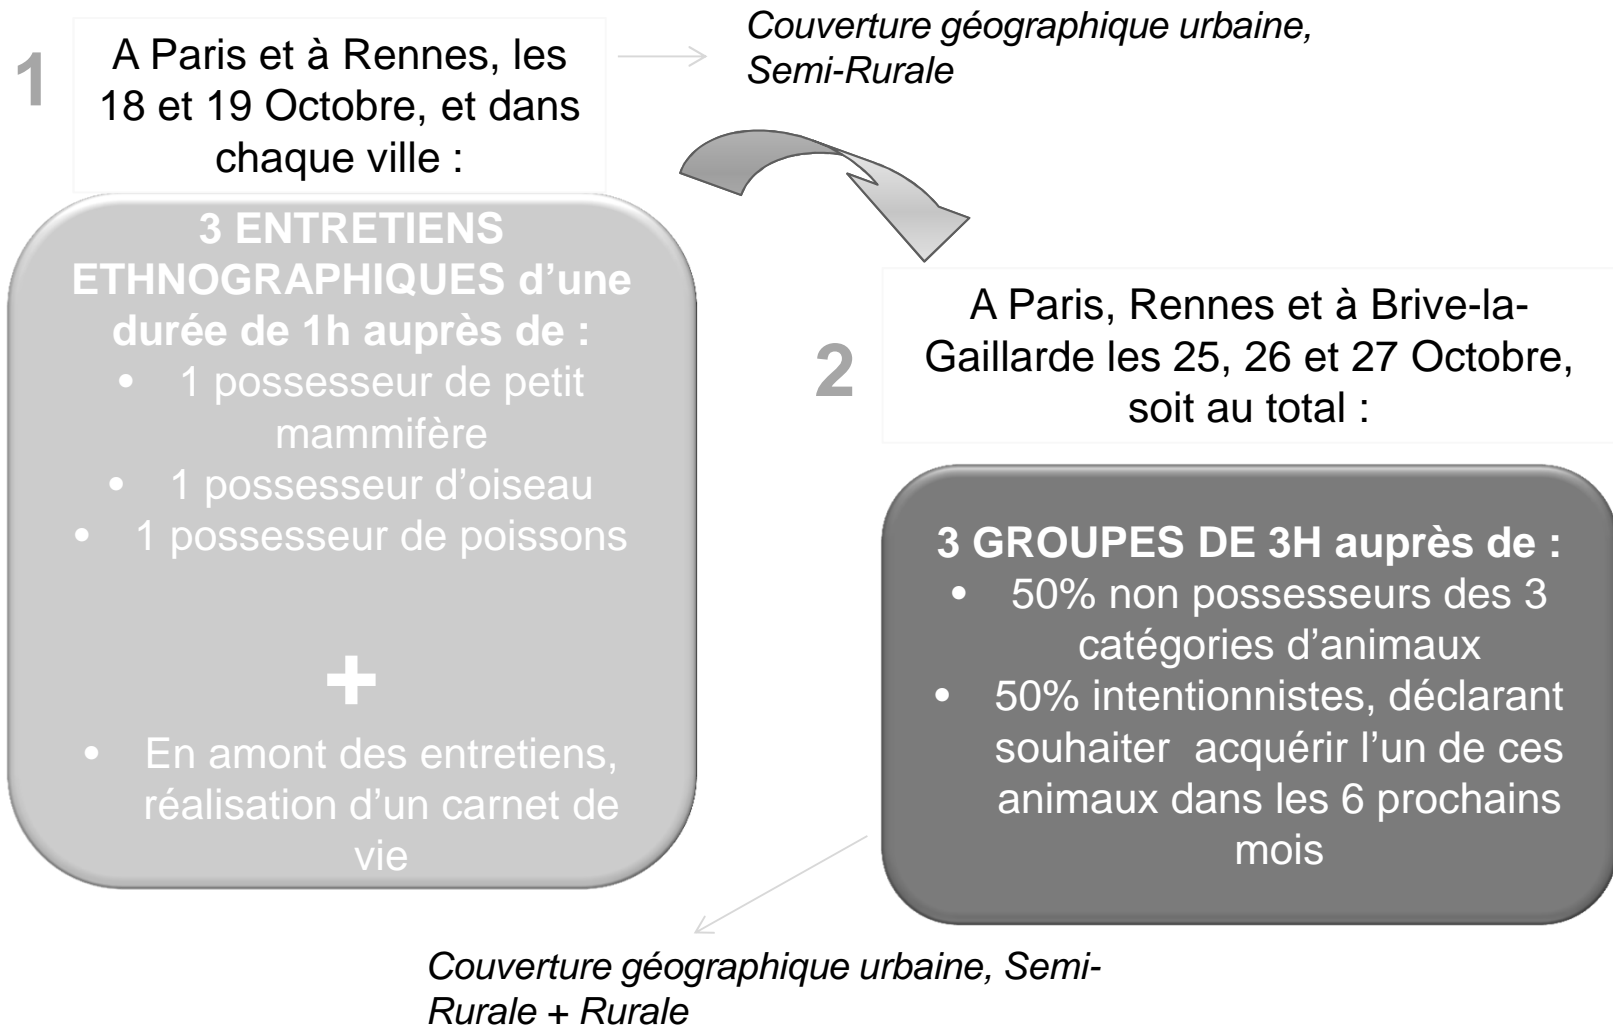 1
A Paris et à Rennes, les
18 et 19 Octobre, et dans
chaque ville :
Couverture géographique urbaine,
Semi-Rurale
3 ENTRETIENS
ETHNOGRAPHIQUES d’une
durée de 1h auprès de :
• 1 possesseur de petit
mammifère
• 1 possesseur d’oiseau
• 1 possesseur de poissons
+
• En amont des entretiens,
réalisation d’un carnet de
vie
2
A Paris, Rennes et à Brive-la-
Gaillarde les 25, 26 et 27 Octobre,
soit au total :
3 GROUPES DE 3H auprès de :
• 50% non possesseurs des 3
catégories d’animaux
• 50% intentionnistes, déclarant
souhaiter acquérir l’un de ces
animaux dans les 6 prochains
mois
Couverture géographique urbaine, Semi-
Rurale + Rurale